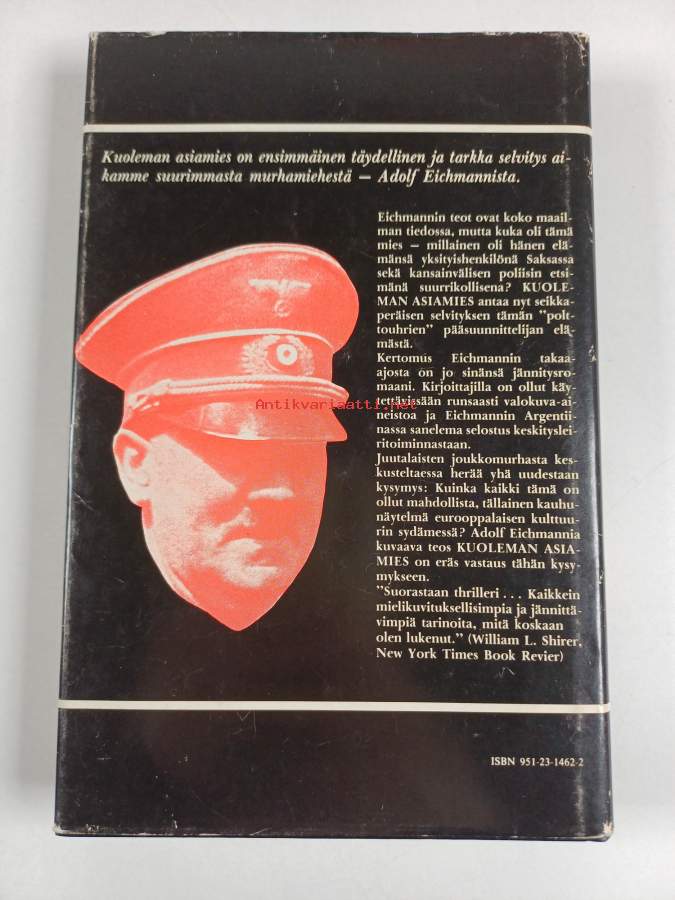 Kuoleman asiamies on ensimmäinen täydellinen ja tarkka selvitys ai-
kamme suurimmasta murhamiehestä — Adolf Eichmannista.
Eichmannin teot ovat koko maail-
man tiedossa, mutta kuka oli tämä
mies — millainen oli hänen elä-
mänsä yksityishenkilönä Saksassa
sekä kansainvälisen poliisin etsi-
mänä suurrikollisena? KUOLE-
MAN ASIAMIES antaa nyt seikka-
peräisen selvityksen tämän "polt-
touhrien" pääsuunnittelijan elä-
mästä.
Kertomus Eichmannin takaa-
ajosta on jo sinänsä jännitysro-
maani. Kirjoittajilla on ollut käy-
tettävissään runsaasti valokuva-ai-
neistoa ja Eichmannin Argentii-
nassa sanelema selostus keskityslei-
ritoiminnastaan.
Juutalaisten joukkomurhasta kes-
kusteltaessa herää yhä uudestaan
kysymys: Kuinka kaikki tämä on
ollut mahdollista, tällainen kauhu-
näytelmä eurooppalaisen kulttuu-
rin sydämessä? Adolf Eichmannia
kuvaava teos KUOLEMAN ASIA-
MIES on eräs vastaus tähän kysy-
mykseen.
"Suorastaan thrilleri . . . Kaikkein
mielikuvituksellisimpia ja jännittä-
vimpiä tarinoita, mitä koskaan
olen lukenut." (William L. Shirer,
New York Times Book Revier)
ISBN 951-23-1462-2
Antikvariaatti.net